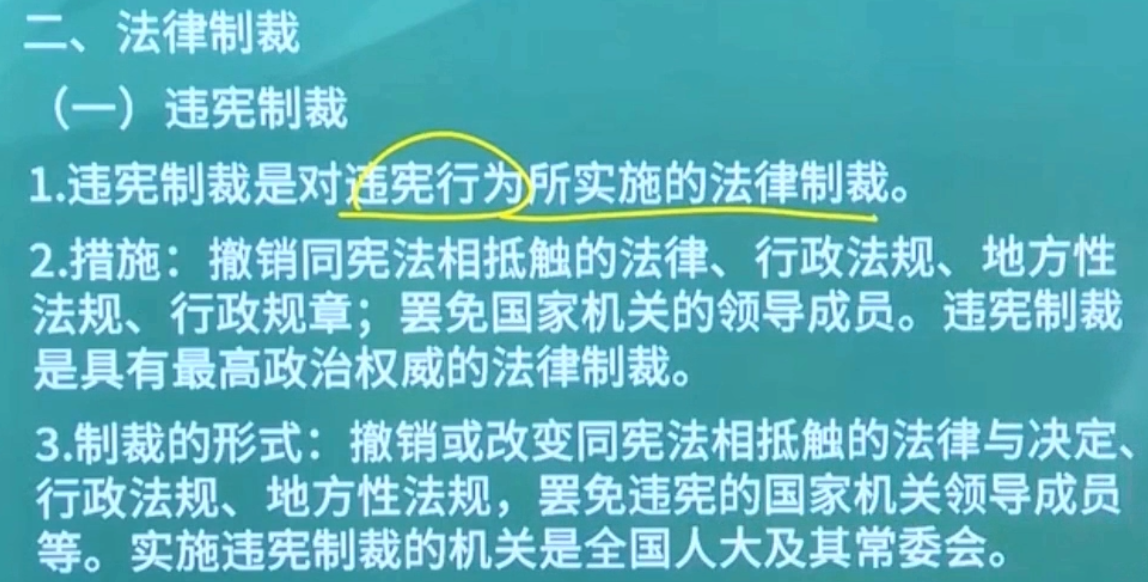 二、法律制裁
（一）违宪制裁
1.违宪制裁是对违宪行为所实施的法律制裁。
2.措施：撤销同宪法相抵触的法律、行政法规、地方性
法规、行政规章；罢免国家机关的领导成员。违宪制裁
是具有最高政治权威的法律制裁。
3.制裁的形式：撤销或改变同宪法相抵触的法律与决定、
行政法规、地方性法规，罢免违宪的国家机关领导成员
等。实施违宪制裁的机关是全国人大及其常委会。